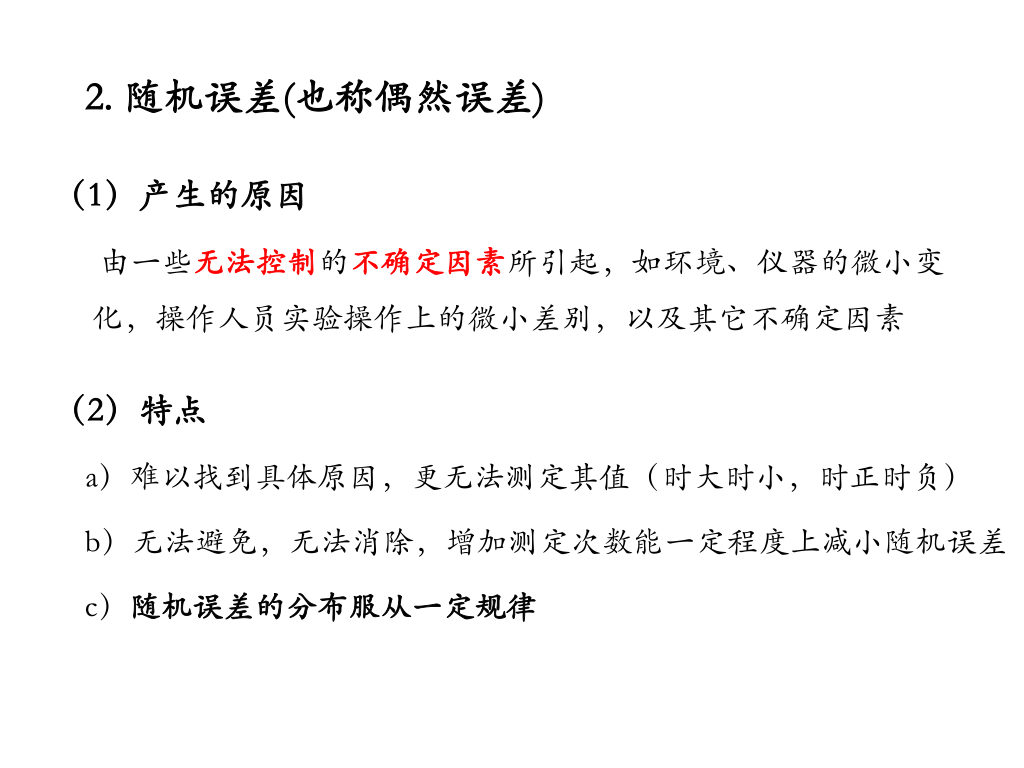 2. 随机误差(也称偶然误差)
（1）产生的原因
由一些无法控制的不确定因素所引起，如环境、仪器的微小变
化，操作人员实验操作上的微小差别，以及其它不确定因素
（2）特点
a）难以找到具体原因，更无法测定其值（时大时小，时正时负）
b）无法避免，无法消除，增加测定次数能一定程度上减小随机误差
c）随机误差的分布服从一定规律